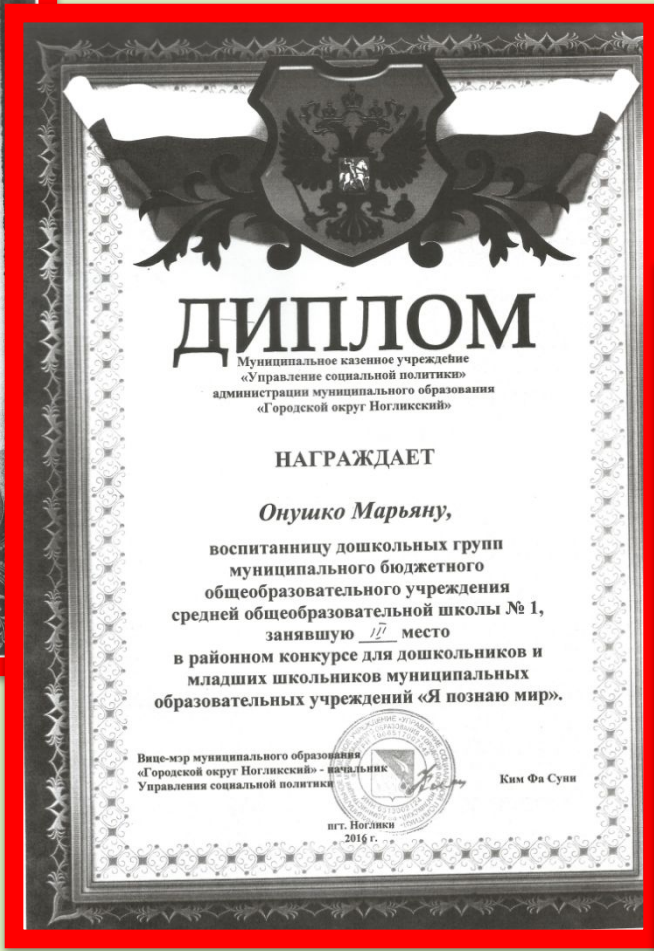 ДИПЛОМ
Муниципальное казенное учреждение
«Управление социальной политики»
администрации муниципального образования
«Городской округ Ногликский»
НАГРАЖДАЕТ
Онушко Марьяну,
воспитанницу дошкольных групп
муниципального бюджетного
общеобразовательного учреждения
средней общеобразовательной школы № 1,
занявшую III место
в районном конкурсе для дошкольников и
младших школьников муниципальных
образовательных учреждений «Я познаю мир».
Вице-мэр муниципального образования
«Городской округ Ногликский» - начальник
Управления социальной политики
Ким Фа Суни
пгт. Ноглики
2016 г.